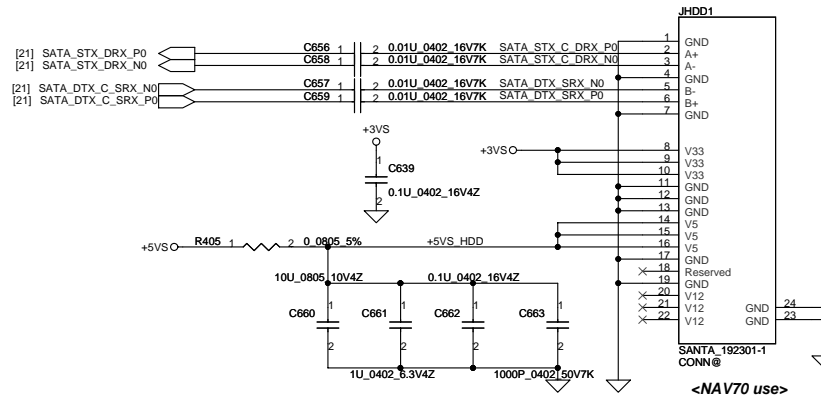 JHDD1
[21] SATA_STX_DRX_P0 C656 1 2 0.01U_0402_16V7K SATA_STX_C_DRX_P0
[21] SATA_STX_DRX_N0 C658 1 2 0.01U_0402_16V7K SATA_STX_C_DRX_N0
[21] SATA_DTX_C_SRX_N0 C657 1 2 0.01U_0402_16V7K SATA_DTX_SRX_N0
[21] SATA_DTX_C_SRX_P0 C659 1 2 0.01U_0402_16V7K SATA_DTX_SRX_P0
1 GND
2 A+
3 A-
4 GND
5 B-
6 B+
7 GND
+3VS
1
C639
2
0.1U_0402_16V4Z
+3VS
8 V33
9 V33
10 V33
11 GND
12 GND
13 GND
14 V5
15 V5
16 V5
17 GND
18 Reserved
19 GND
20 V12
21 V12
22 V12
GND 24
GND 23
+5VS R405 1 2 0_0805_5% +5VS_HDD
10U_0805_10V4Z 0.1U_0402_16V4Z
1 1 1 1
C660 C661 C662 C663
2 2 2 2
1U_0402_6.3V4Z 1000P_0402_50V7K
SANTA_192301-1
CONN@
<NAV70 use>